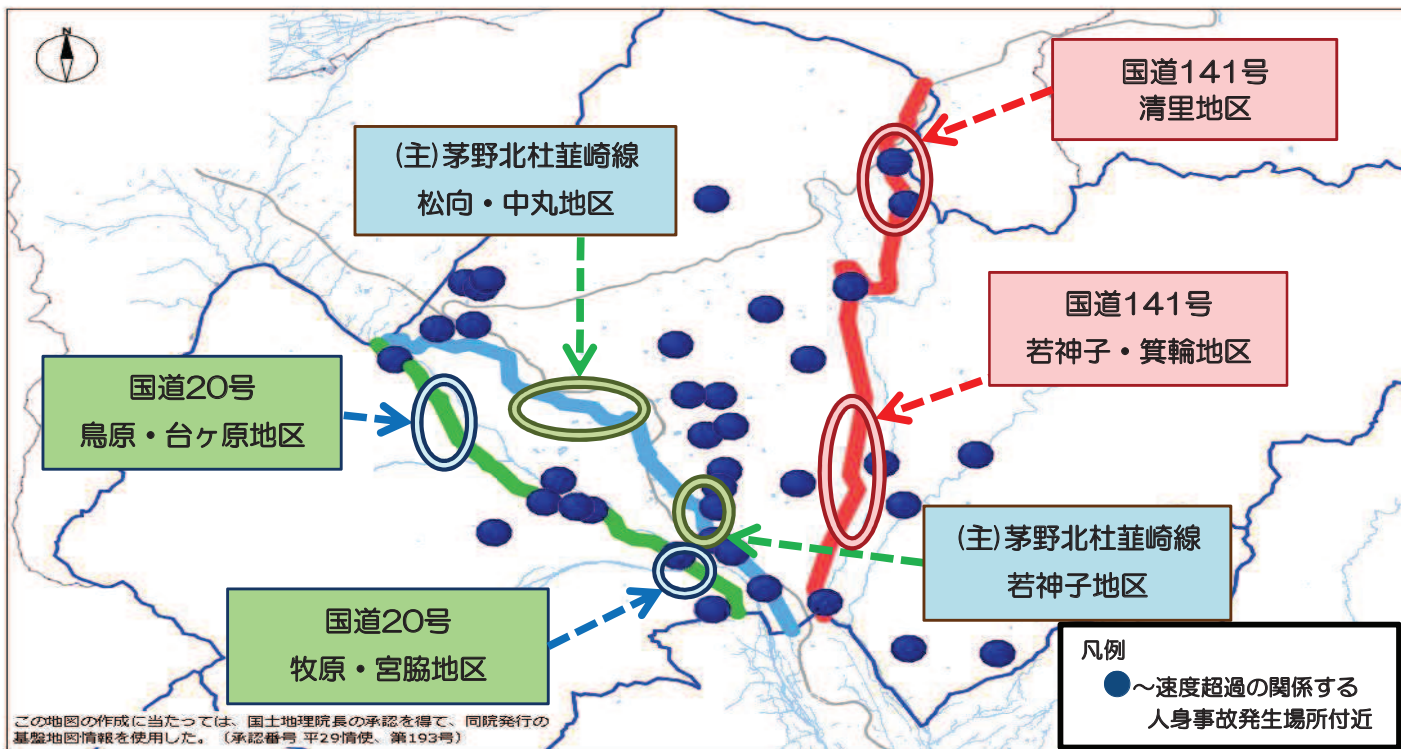 N
国道141号
清里地区
(主)茅野北杜韮崎線
松向・中丸地区
国道141号
若神子・箕輪地区
国道20号
鳥原・台ヶ原地区
(主)茅野北杜韮崎線
若神子地区
国道20号
牧原・宮脇地区
凡例
～速度超過の関係する
人身事故発生場所付近
この地図の作成に当たっては、国土地理院長の承認を得て、同院発行の
基盤地図情報を使用した。（承認番号 平29情使、第193号）